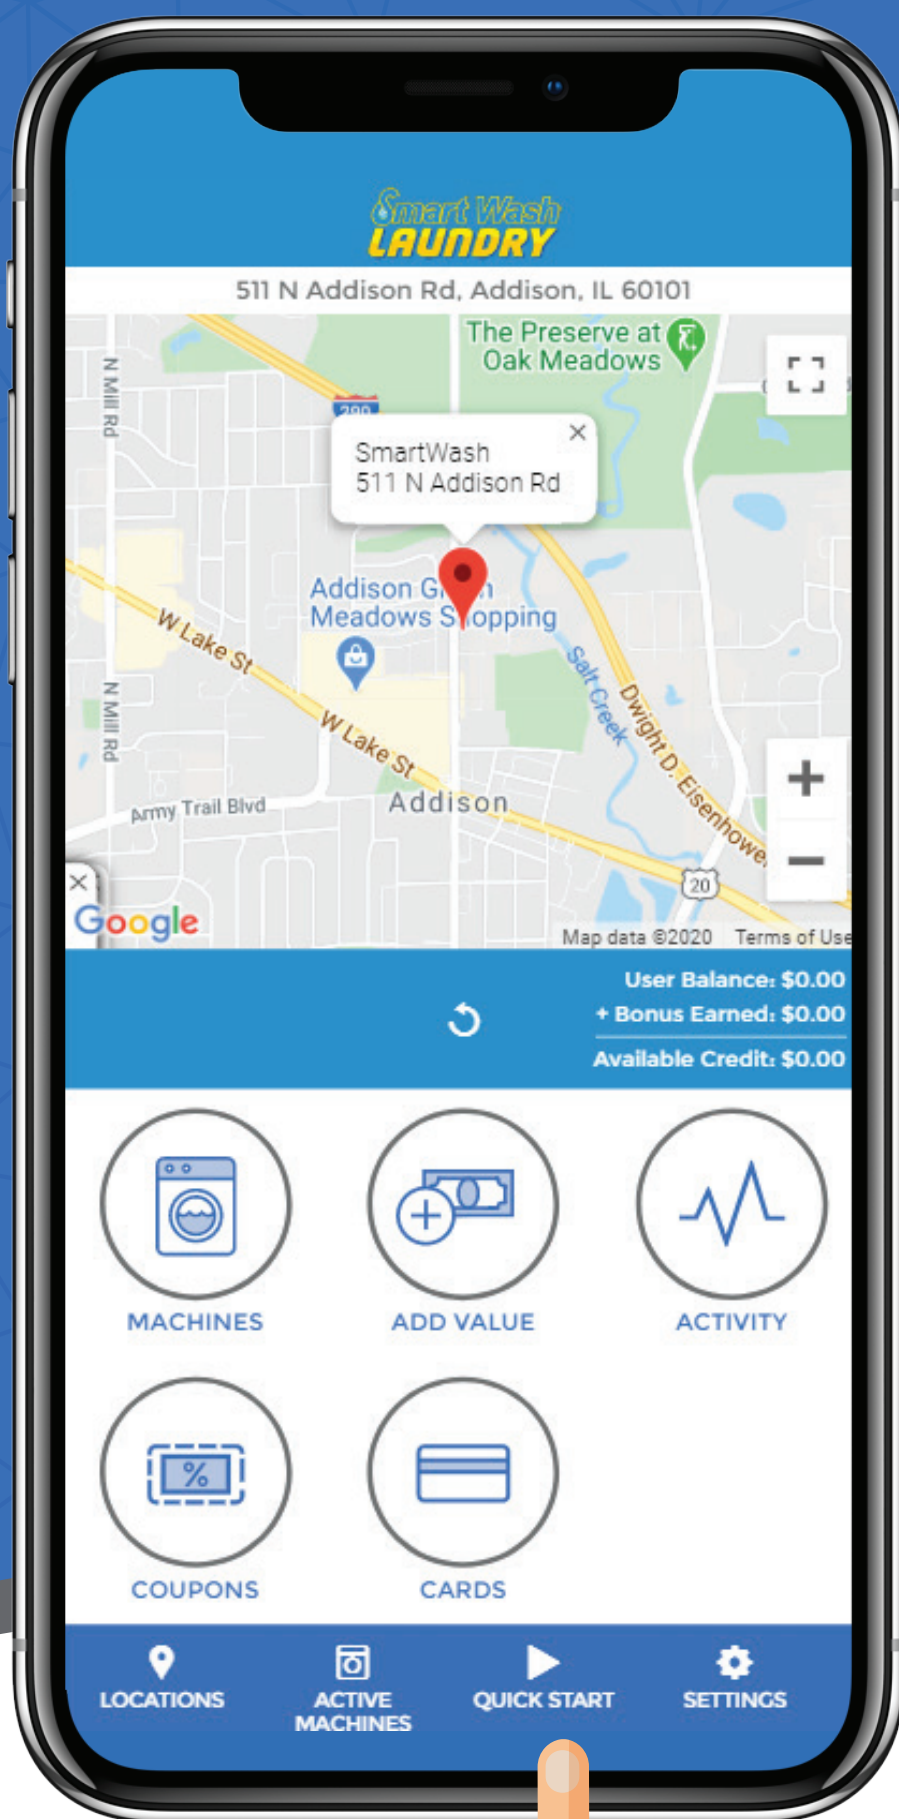 Smart Wash
LAUNDRY
511 N Addison Rd, Addison, IL 60101
The Preserve at
Oak Meadows
N Mill Rd
290
SmartWash
511 N Addison Rd
Addison
Meadows Shopping
W Lake St
Salt Creek
N Mill Rd
W Lake St
Dwight D. Eisenhower
Army Trail Blvd
Addison
20
Google
Map data ©2020 Terms of Use
User Balance: $0.00
+ Bonus Earned: $0.00
Available Credit: $0.00
MACHINES
ADD VALUE
ACTIVITY
%
COUPONS
CARDS
LOCATIONS
ACTIVE
MACHINES
QUICK START
SETTINGS